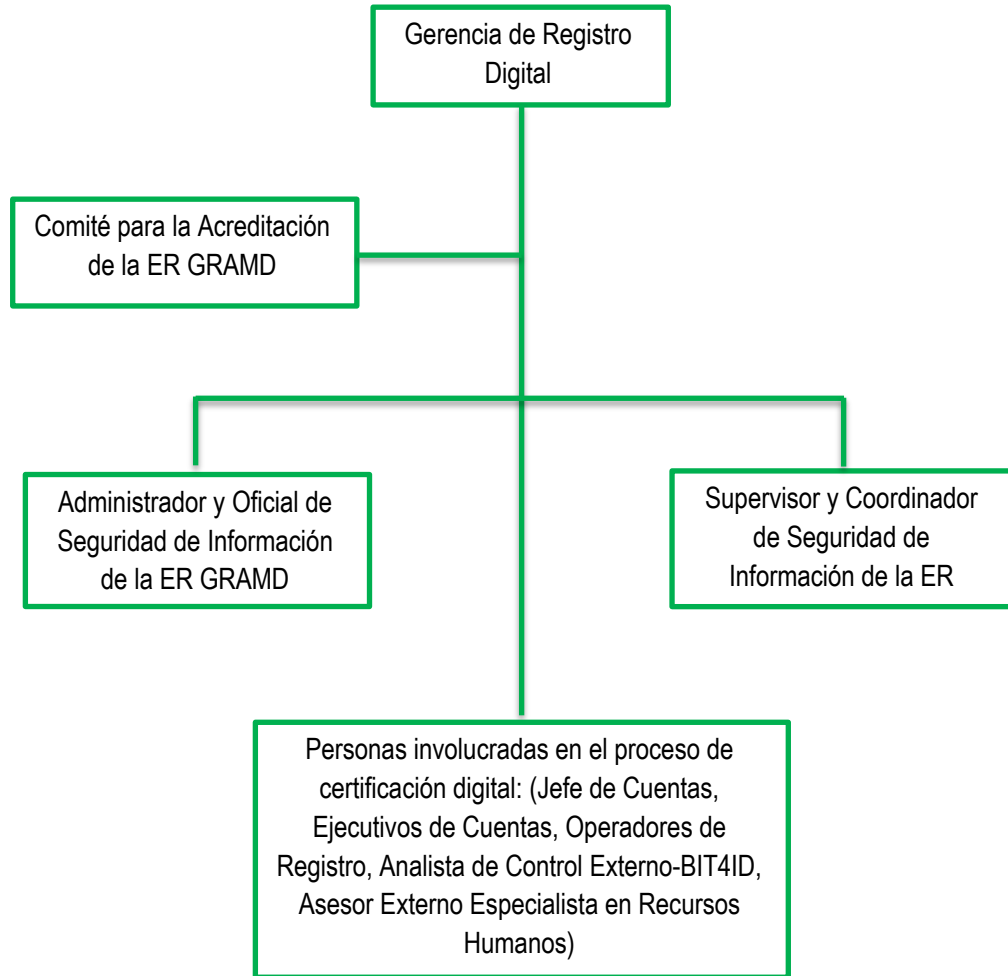 Gerencia de Registro
Digital
Comité para la Acreditación
de la ER GRAMD
Administrador y Oficial de
Seguridad de Información
de la ER GRAMD
Supervisor y Coordinador
de Seguridad de
Información de la ER
Personas involucradas en el proceso de
certificación digital: (Jefe de Cuentas,
Ejecutivos de Cuentas, Operadores de
Registro, Analista de Control Externo-BIT4ID,
Asesor Externo Especialista en Recursos
Humanos)